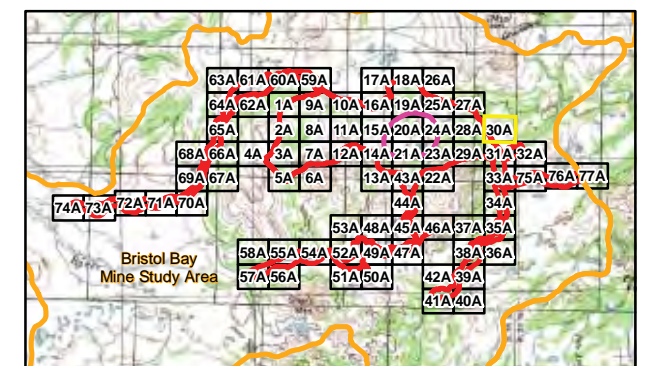 63A 61A 60A 59A 17A 18A 26A
64A 62A 1A 9A 10A 16A 19A 25A 27A
65A 2A 8A 11A 15A 20A 24A 28A 30A
68A 66A 4A 3A 7A 12A 14A 21A 23A 29A 31A 32A
69A 67A 5A 6A 13A 43A 22A 33A 75A 76A 77A
74A 73A 72A 71A 70A 44A 34A
53A 48A 45A 46A 37A 35A
58A 55A 54A 52A 49A 47A 38A 36A
57A 56A 51A 50A 42A 39A
41A 40A
Bristol Bay
Mine Study Area